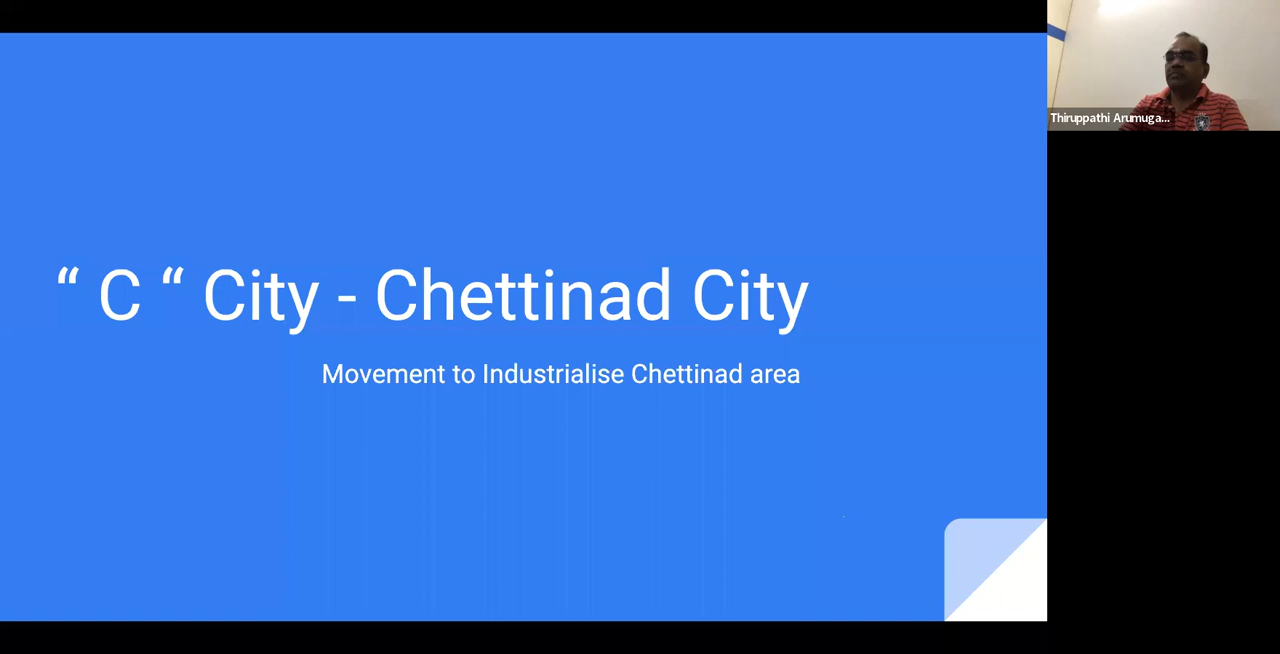 “ C “ City - Chettinad City
Movement to Industrialise Chettinad area
Thiruppathi Arumuga...